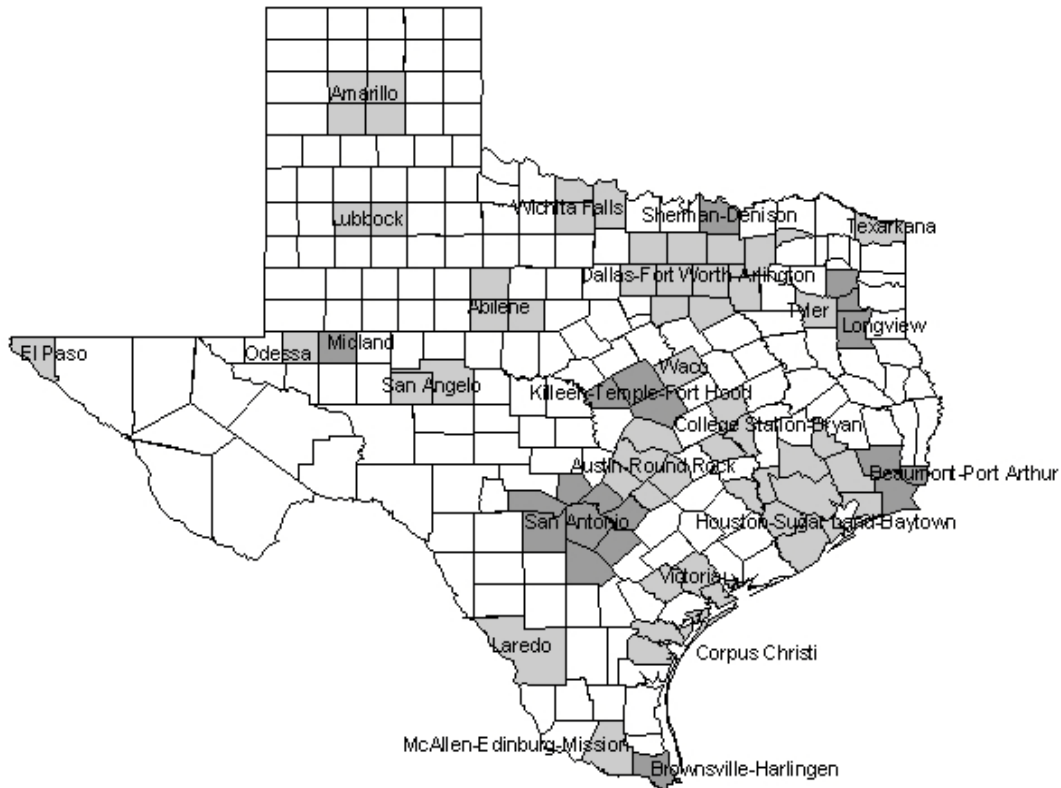 Amarillo
Lubbock
Wichita Falls
Sherman-Denison
Texarkana
Dallas-Fort Worth-Arlington
Abilene
Tyler
Longview
El Paso
Odessa
Midland
San Angelo
Waco
Killeen-Temple-Fort Hood
College Station-Bryan
Austin-Round Rock
Beaumont-Port Arthur
San Antonio
Houston-Sugar Land-Baytown
Victoria
Laredo
Corpus Christi
McAllen-Edinburg-Mission
Brownsville-Harlingen